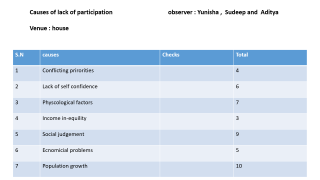 Causes of lack of participation observer : Yunisha , Sudeep and Aditya
Venue : house
S.N causes Checks Total
1 Conflicting prirorities 4
2 Lack of self confidence 6
3 Physcological factors 7
4 Income in-equility 3
5 Social judgement 9
6 Ecnomicial problems 5
7 Population growth 10